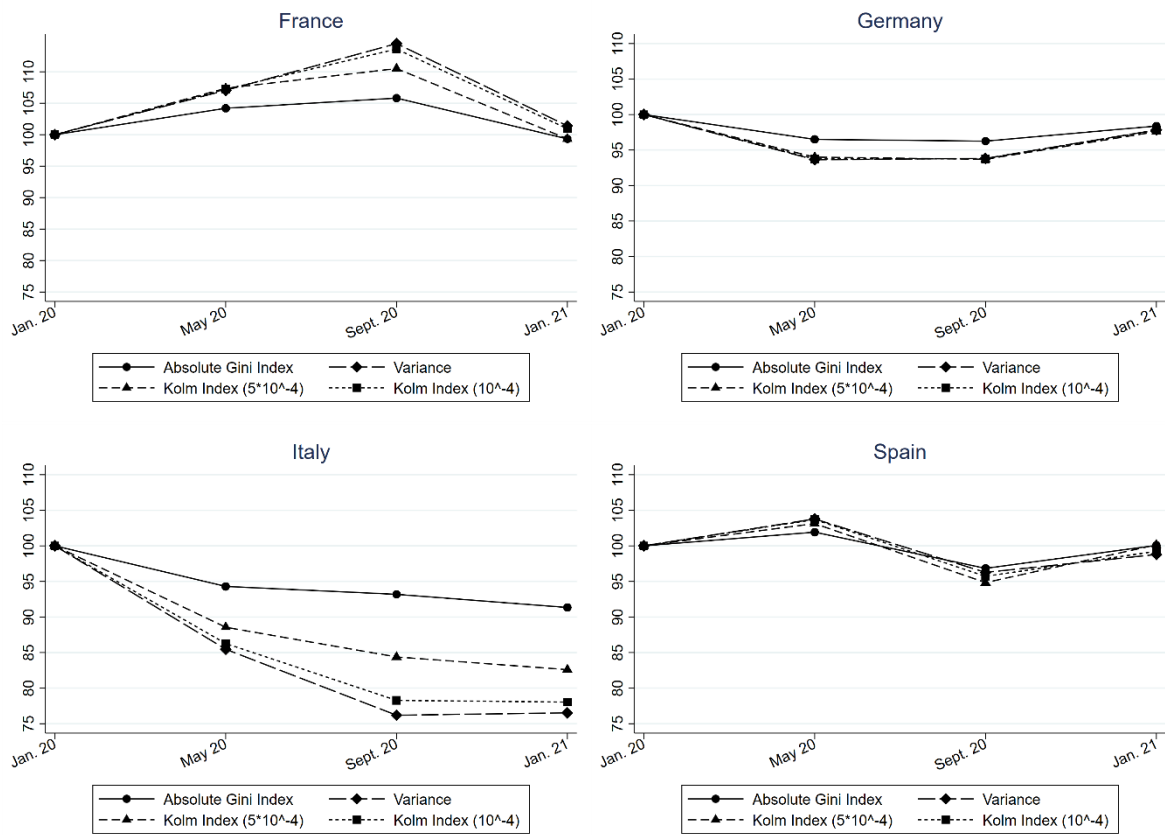 France
110
105
100
95
90
85
80
75
Jan. 20
May 20
Sept. 20
Jan. 21
Absolute Gini Index
Variance
Kolm Index (5*10^-4)
Kolm Index (10^-4)
Germany
110
105
100
95
90
85
80
75
Jan. 20
May 20
Sept. 20
Jan. 21
Absolute Gini Index
Variance
Kolm Index (5*10^-4)
Kolm Index (10^-4)
Italy
110
105
100
95
90
85
80
75
Jan. 20
May 20
Sept. 20
Jan. 21
Absolute Gini Index
Variance
Kolm Index (5*10^-4)
Kolm Index (10^-4)
Spain
110
105
100
95
90
85
80
75
Jan. 20
May 20
Sept. 20
Jan. 21
Absolute Gini Index
Variance
Kolm Index (5*10^-4)
Kolm Index (10^-4)